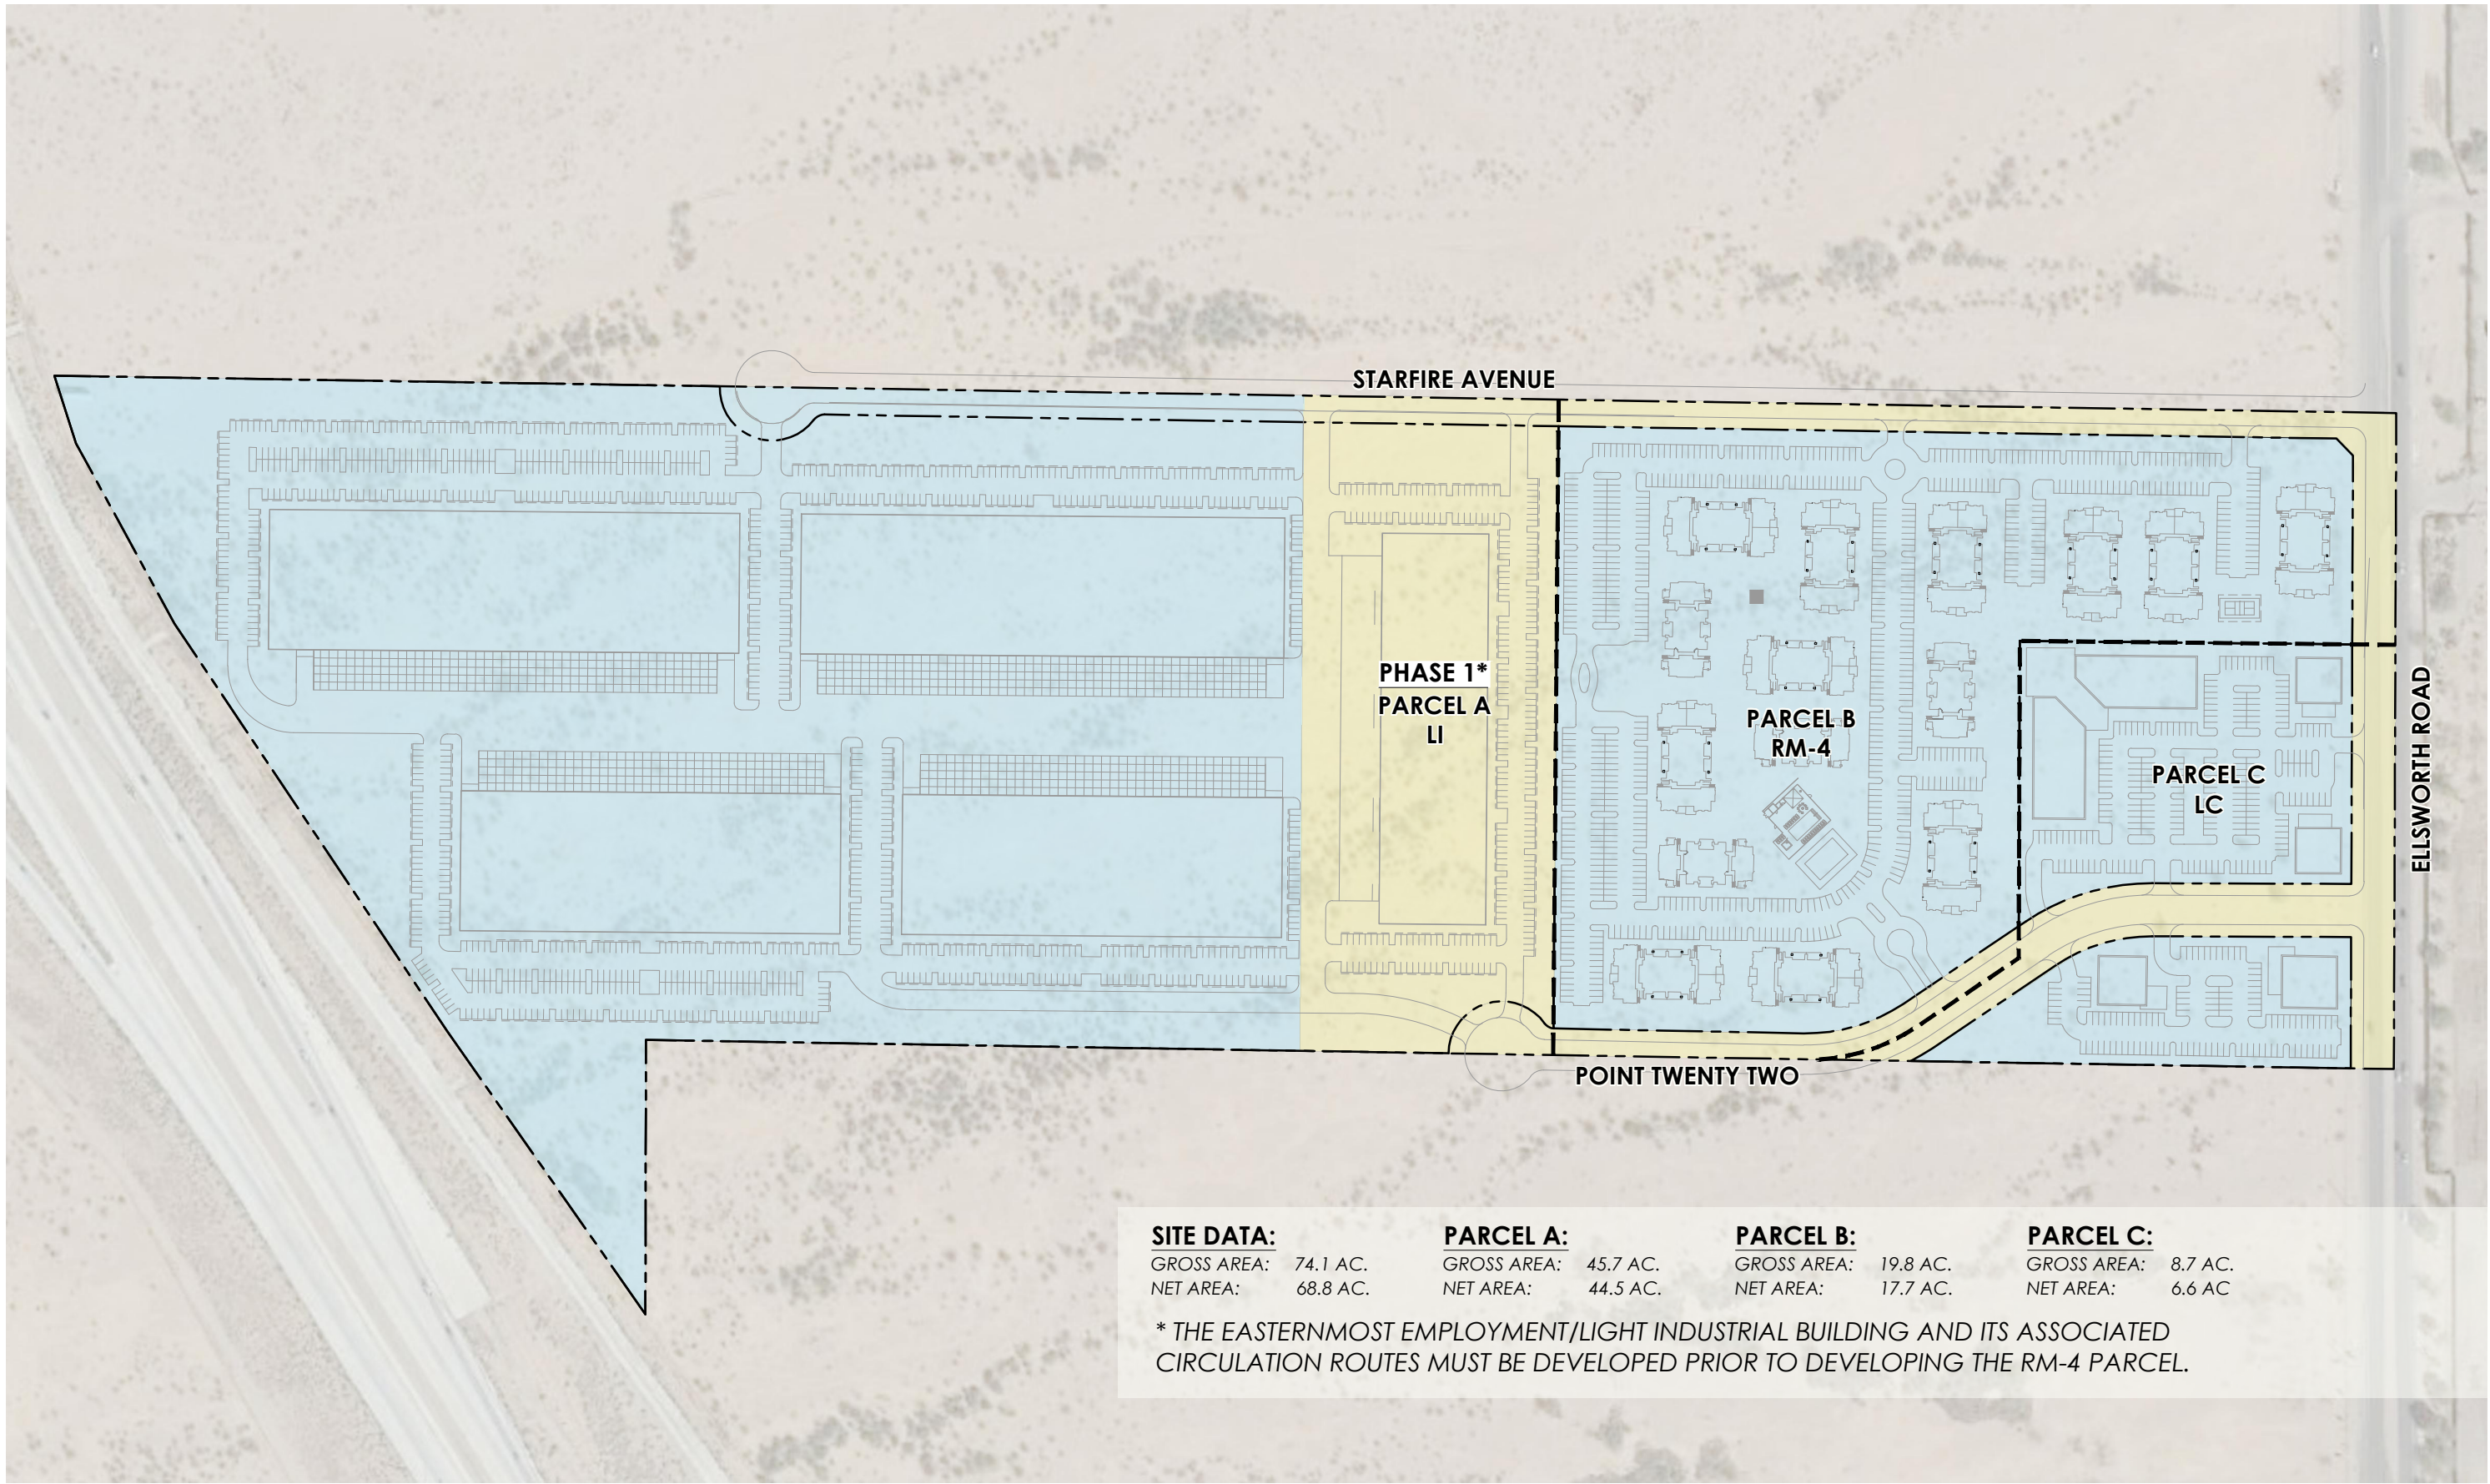 STARFIRE AVENUE
PHASE 1*
PARCEL A
LI
PARCEL B
RM-4
PARCEL C
LC
ELLSWORTH ROAD
POINT TWENTY TWO
SITE DATA:
GROSS AREA: 74.1 AC.
NET AREA: 68.8 AC.
PARCEL A:
GROSS AREA: 45.7 AC.
NET AREA: 44.5 AC.
PARCEL B:
GROSS AREA: 19.8 AC.
NET AREA: 17.7 AC.
PARCEL C:
GROSS AREA: 8.7 AC.
NET AREA: 6.6 AC
* THE EASTERNMOST EMPLOYMENT/LIGHT INDUSTRIAL BUILDING AND ITS ASSOCIATED
CIRCULATION ROUTES MUST BE DEVELOPED PRIOR TO DEVELOPING THE RM-4 PARCEL.